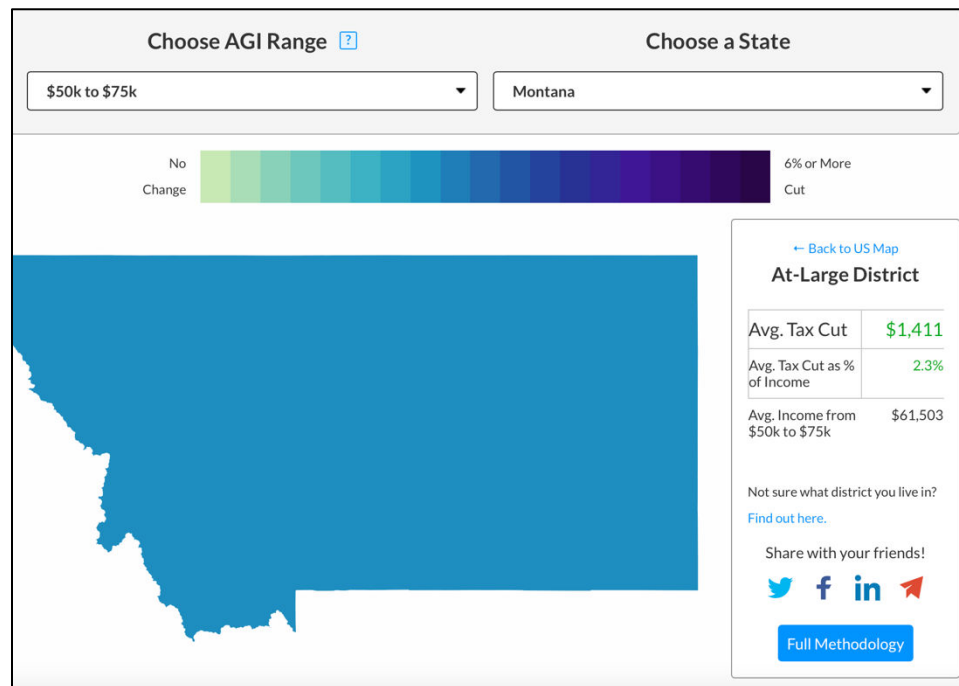 Choose AGI Range ?
Choose a State
$50k to $75k
Montana
No
Change
6% or More
Cut
← Back to US Map
At-Large District
Avg. Tax Cut $1,411
Avg. Tax Cut as % 2.3%
of Income
Avg. Income from $61,503
$50k to $75k
Not sure what district you live in?
Find out here.
Share with your friends!
f in
Full Methodology